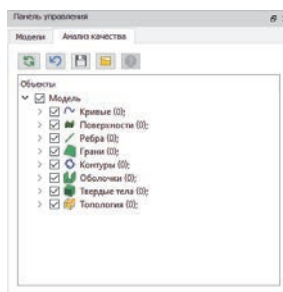 Панель управления
Модели Анализ качества
Объекты
Модель
Кривые (0);
Поверхности (0);
Ребра (0);
Грани (0);
Контуры (0);
Оболочки (0);
Твердые тела (0);
Топология (0);